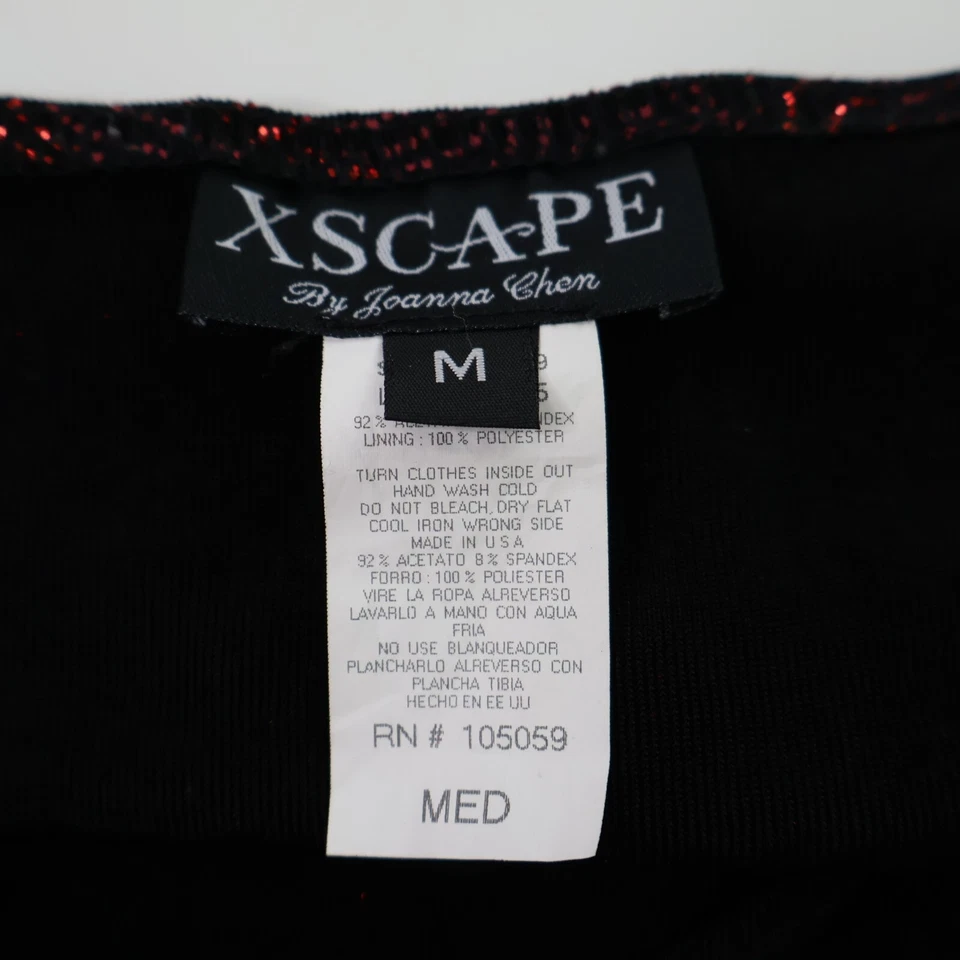 XSCAPE
By Joanna Chen
M
92% NDEX
LINING : 100% POLYESTER
TURN CLOTHES INSIDE OUT
HAND WASH COLD
DO NOT BLEACH, DRY FLAT
COOL IRON WRONG SIDE
MADE IN U.S.A
92% ACETATO 8% SPANDEX
FORRO : 100% POLIESTER
VIRE LA ROPA ALREVERSO
LAVARLO A MANO CON AQUA
FRIA
NO USE BLANQUEADOR
PLANCHARLO ALREVERSO CON
PLANCHA TIBIA
HECHO EN EE UU
RN # 105059
MED